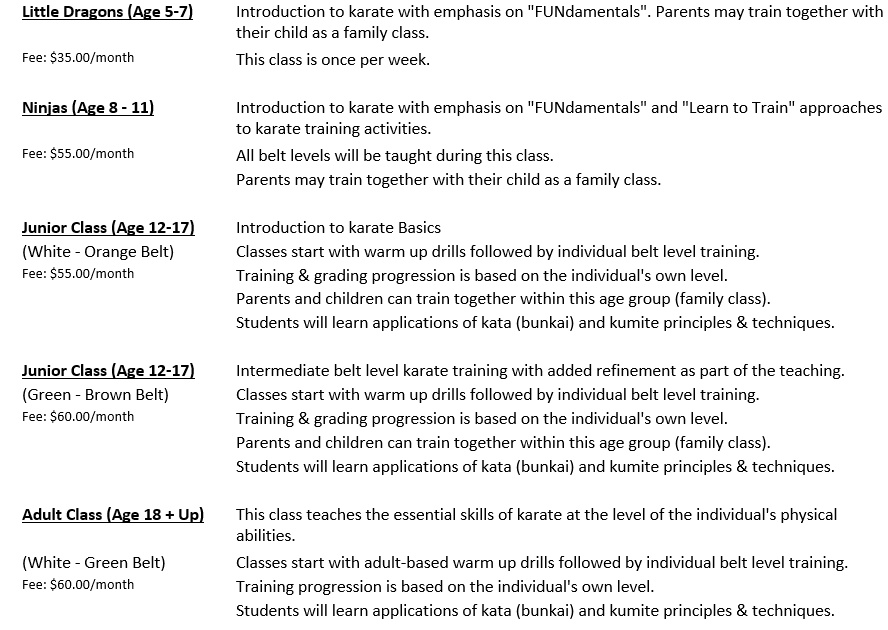 Little Dragons (Age 5-7) Introduction to karate with emphasis on "FUNdamentals". Parents may train together with
their child as a family class.
Fee: $35.00/month This class is once per week.
Ninjas (Age 8 - 11) Introduction to karate with emphasis on "FUNdamentals" and "Learn to Train" approaches
to karate training activities.
Fee: $55.00/month All belt levels will be taught during this class.
Parents may train together with their child as a family class.
Junior Class (Age 12-17) Introduction to karate Basics
(White - Orange Belt) Classes start with warm up drills followed by individual belt level training.
Fee: $55.00/month Training & grading progression is based on the individual's own level.
Parents and children can train together within this age group (family class).
Students will learn applications of kata (bunkai) and kumite principles & techniques.
Junior Class (Age 12-17) Intermediate belt level karate training with added refinement as part of the teaching.
(Green - Brown Belt) Classes start with warm up drills followed by individual belt level training.
Fee: $60.00/month Training & grading progression is based on the individual's own level.
Parents and children can train together within this age group (family class).
Students will learn applications of kata (bunkai) and kumite principles & techniques.
Adult Class (Age 18 + Up) This class teaches the essential skills of karate at the level of the individual's physical
abilities.
(White - Green Belt) Classes start with adult-based warm up drills followed by individual belt level training.
Fee: $60.00/month Training progression is based on the individual's own level.
Students will learn applications of kata (bunkai) and kumite principles & techniques.